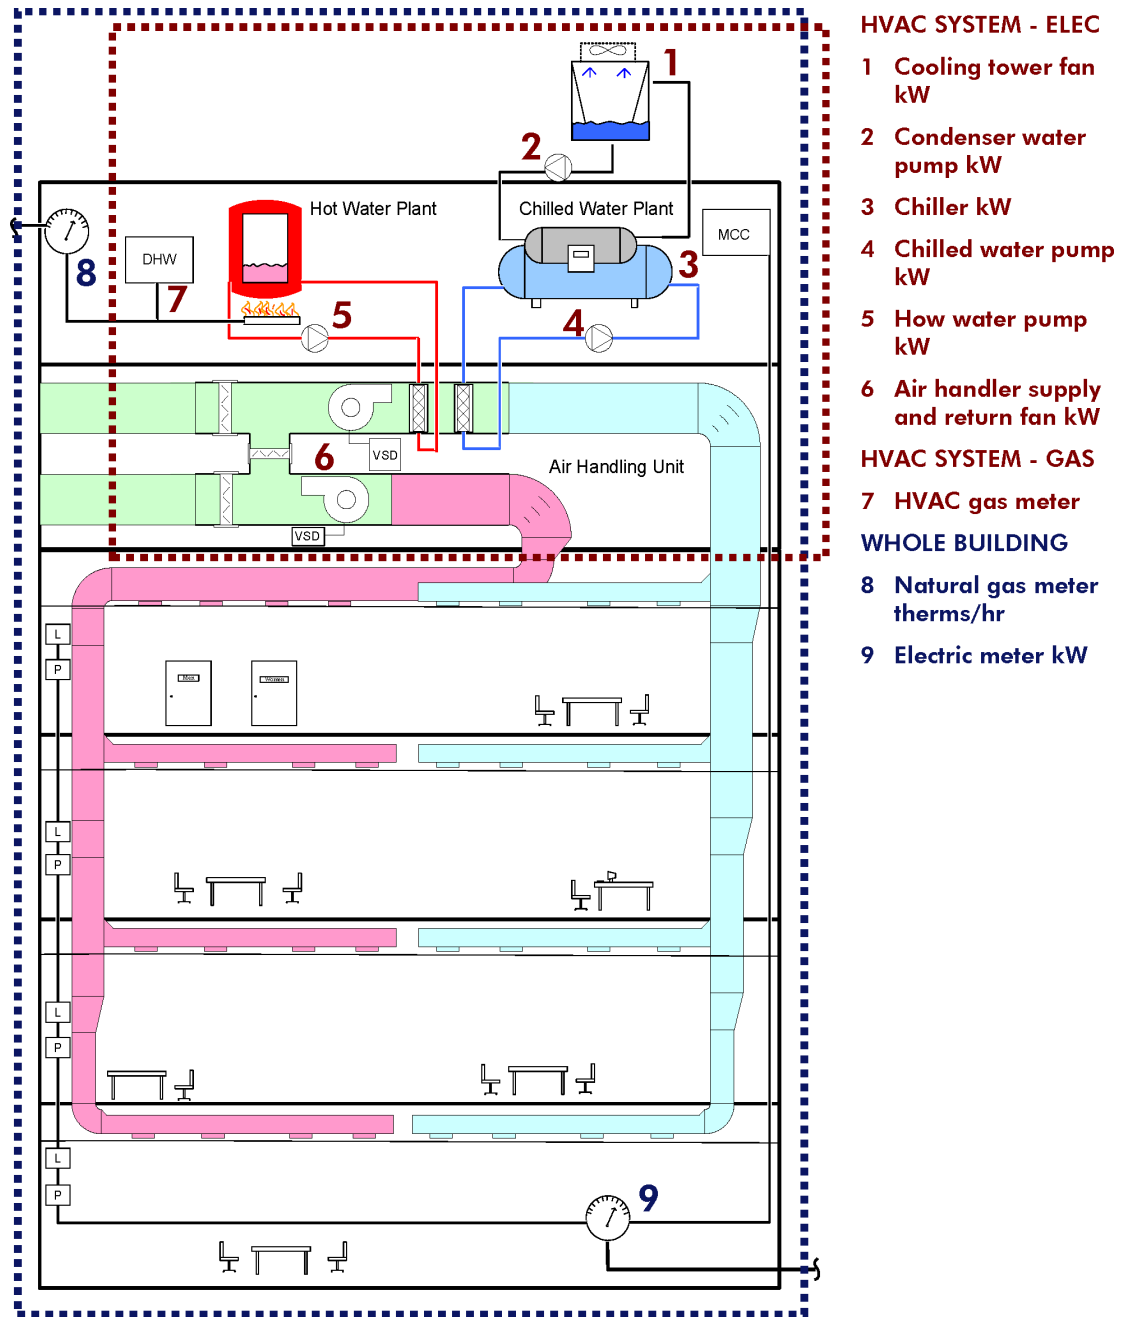 HVAC SYSTEM - ELEC
1 Cooling tower fan
kW
2 Condenser water
pump kW
3 Chiller kW
4 Chilled water pump
kW
5 How water pump
kW
6 Air handler supply
and return fan kW
HVAC SYSTEM - GAS
7 HVAC gas meter
WHOLE BUILDING
8 Natural gas meter
therms/hr
9 Electric meter kW
1
2
Hot Water Plant
Chilled Water Plant
MCC
DHW
8
7
3
5
4
6
VSD
Air Handling Unit
VSD
L
P
Men
Women
L
P
L
P
L
P
9